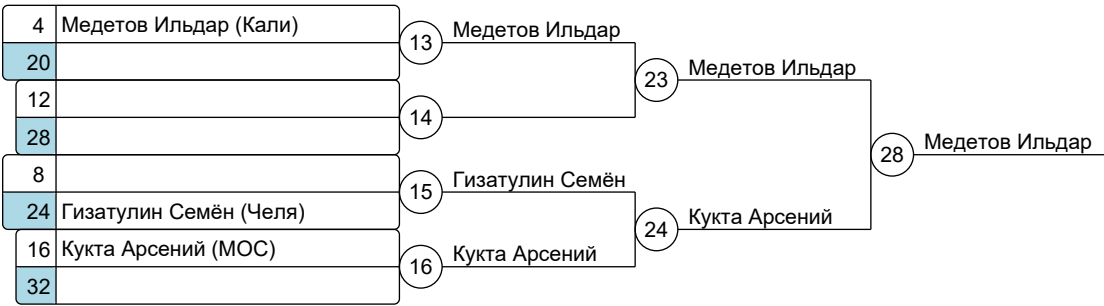 4 Медетов Ильдар (Кали)
13 Медетов Ильдар
20
23 Медетов Ильдар
12
14
28
28 Медетов Ильдар
8
15 Гизатулин Семён
24 Гизатулин Семён (Челя)
24 Кукта Арсений
16 Кукта Арсений (МОС)
16 Кукта Арсений
32